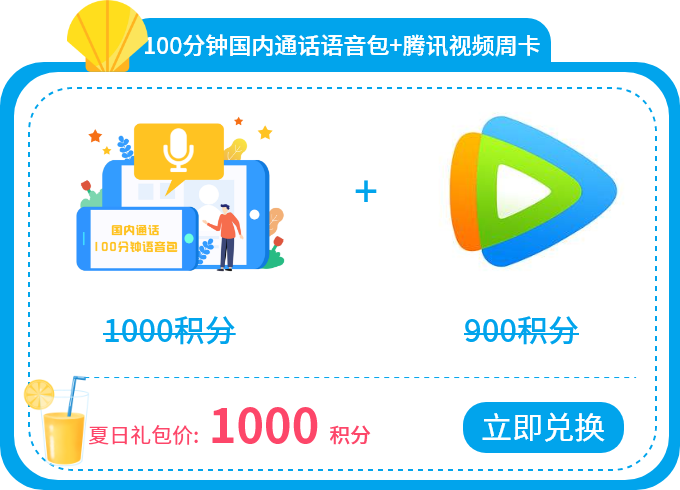 100分钟国内通话语音包+腾讯视频周卡
国内通话
100分钟语音包
+
1000积分
900积分
夏日礼包价: 1000 积分
立即兑换